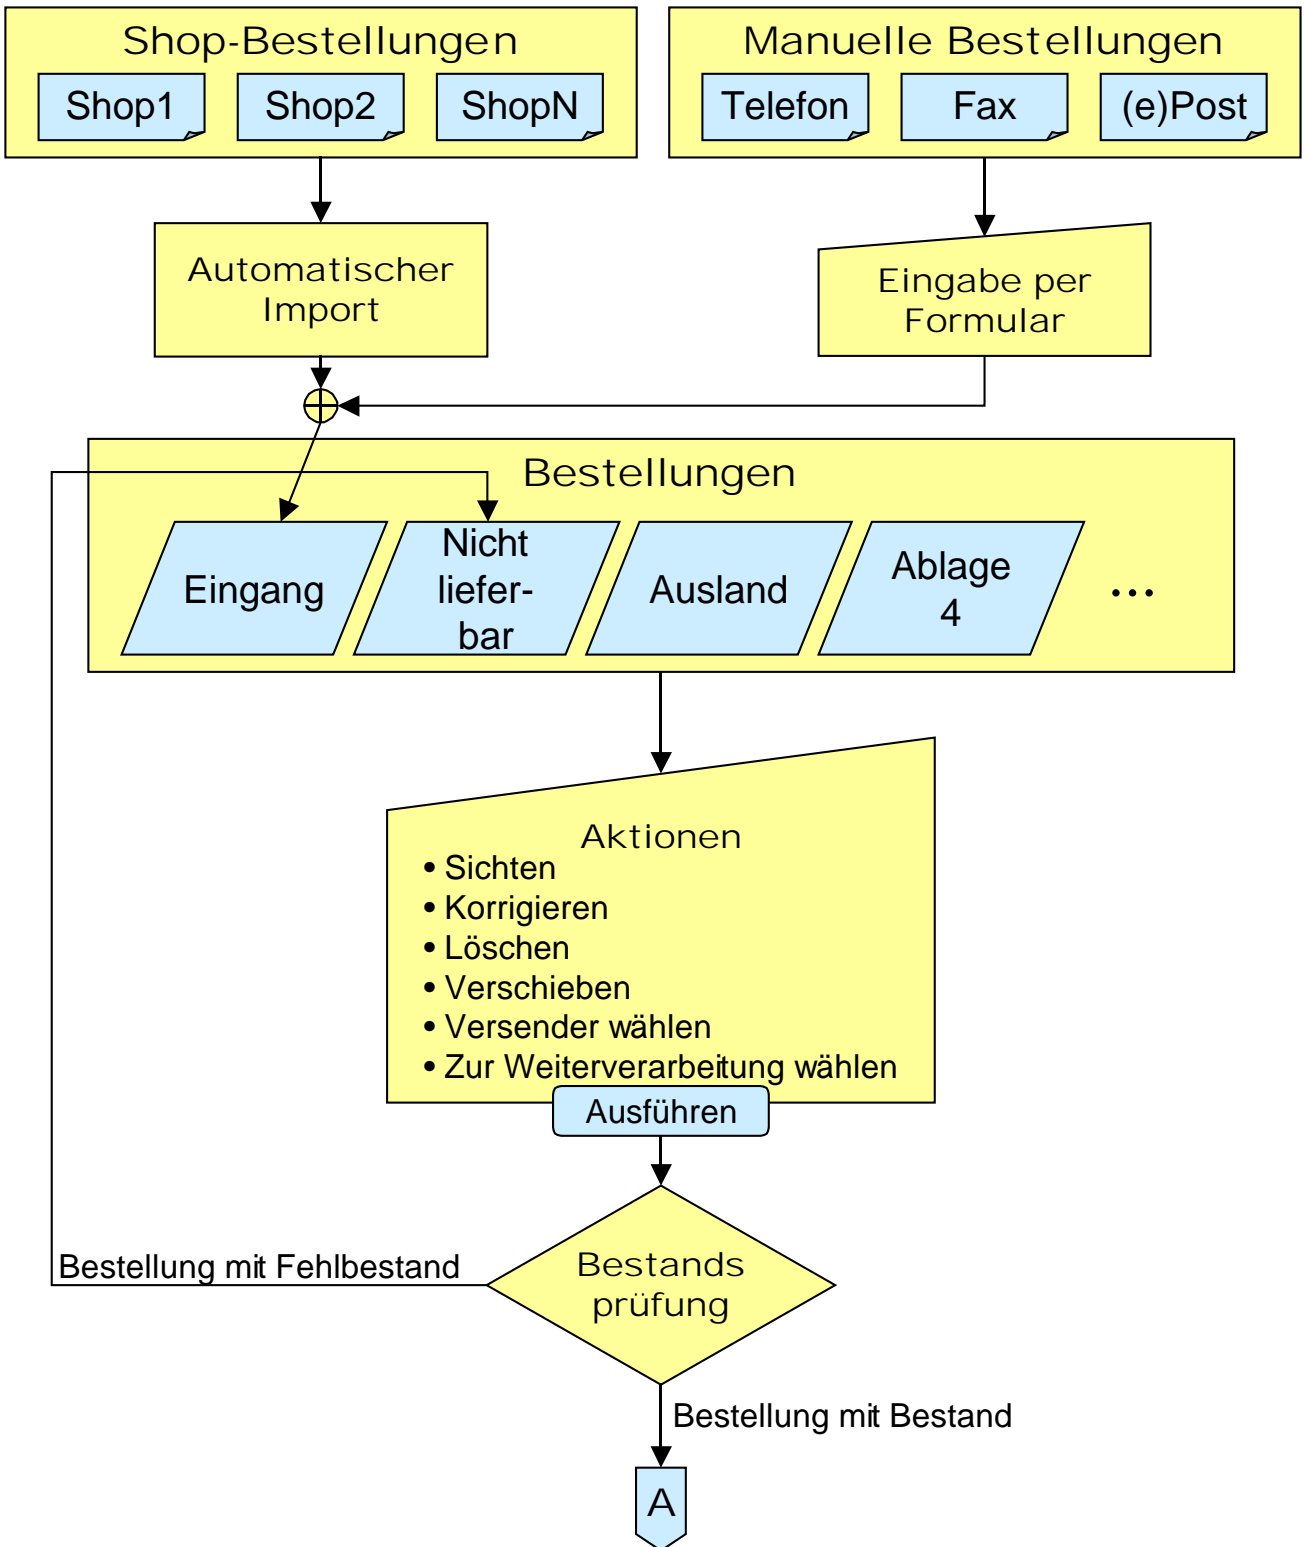 Shop-Bestellungen
Shop1 Shop2 ShopN
Manuelle Bestellungen
Telefon Fax (e)Post
Automatischer
Import
Eingabe per
Formular
Bestellungen
Eingang
Nicht
liefer-
bar
Ausland
Ablage
4
...
Aktionen
• Sichten
• Korrigieren
• Löschen
• Verschieben
• Versender wählen
• Zur Weiterverarbeitung wählen
Ausführen
Bestellung mit Fehlbestand
Bestands
prüfung
Bestellung mit Bestand
A